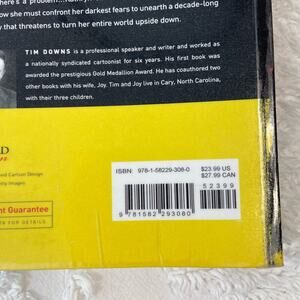 ow she must confront her darkest fears to unearth a decade-long
that threatens to turn her entire world upside down.
TIM DOWNS is a professional speaker and writer and worked as
a nationally syndicated cartoonist for six years. His first book was
awarded the prestigious Gold Medallion Award. He has coauthored two
other books with his wife, Joy. Tim and Joy live in Cary, North Carolina,
with their three children.
ISBN: 978-1-58229-308-0
$23.99 US
$27.99 CAN
52399
9 781582 293080
Images
Guarantee
FOR DETAILS